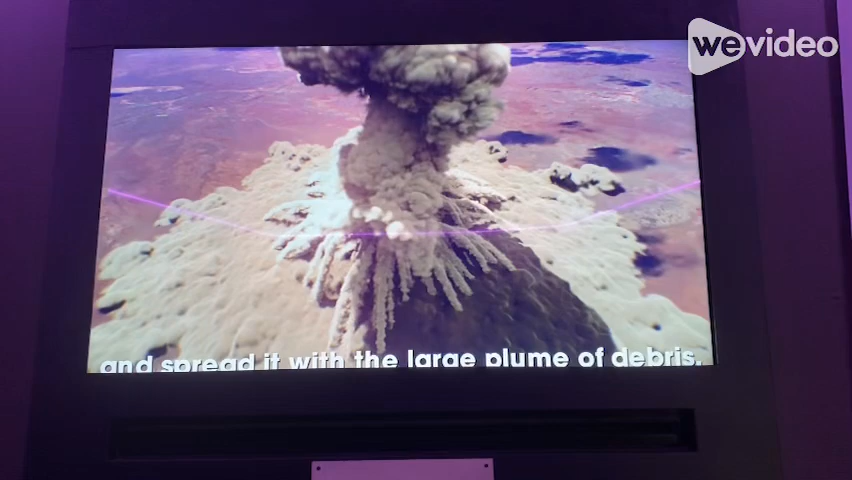 wevideo
and spread it with the large plume of debris.